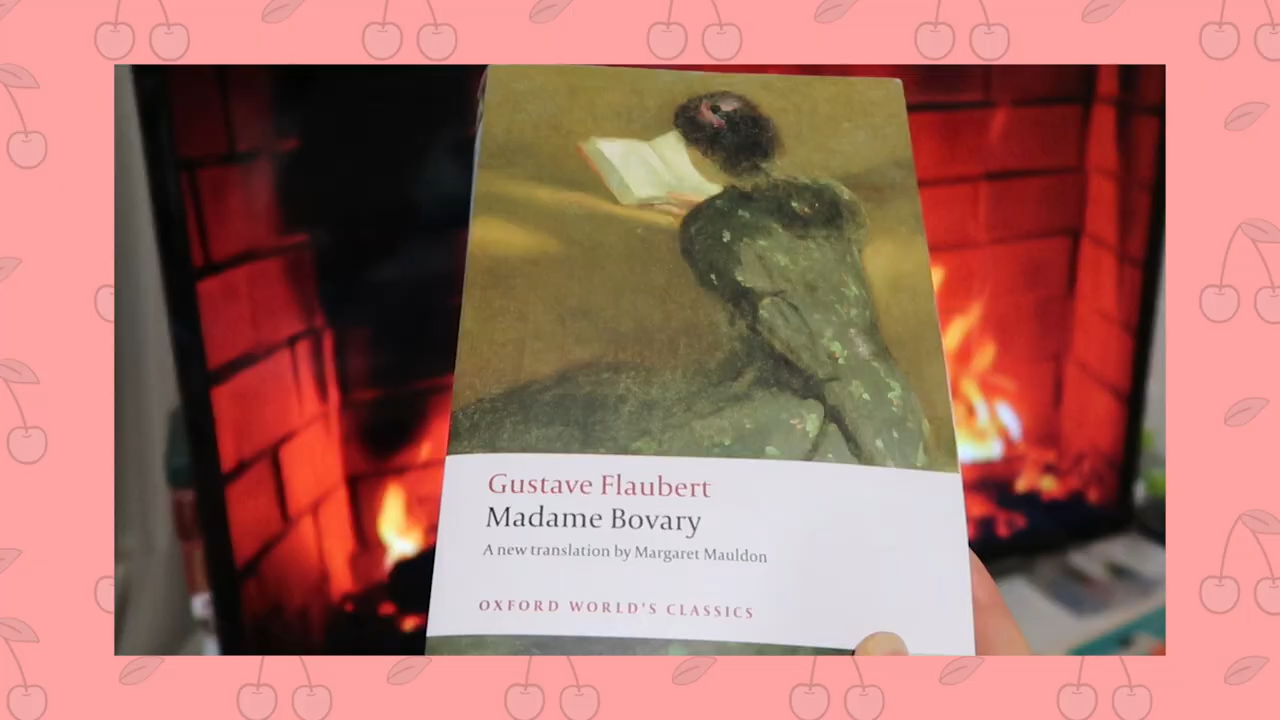 Gustave Flaubert
Madame Bovary
A new translation by Margaret Mauldon
OXFORD WORLD'S CLASSICS